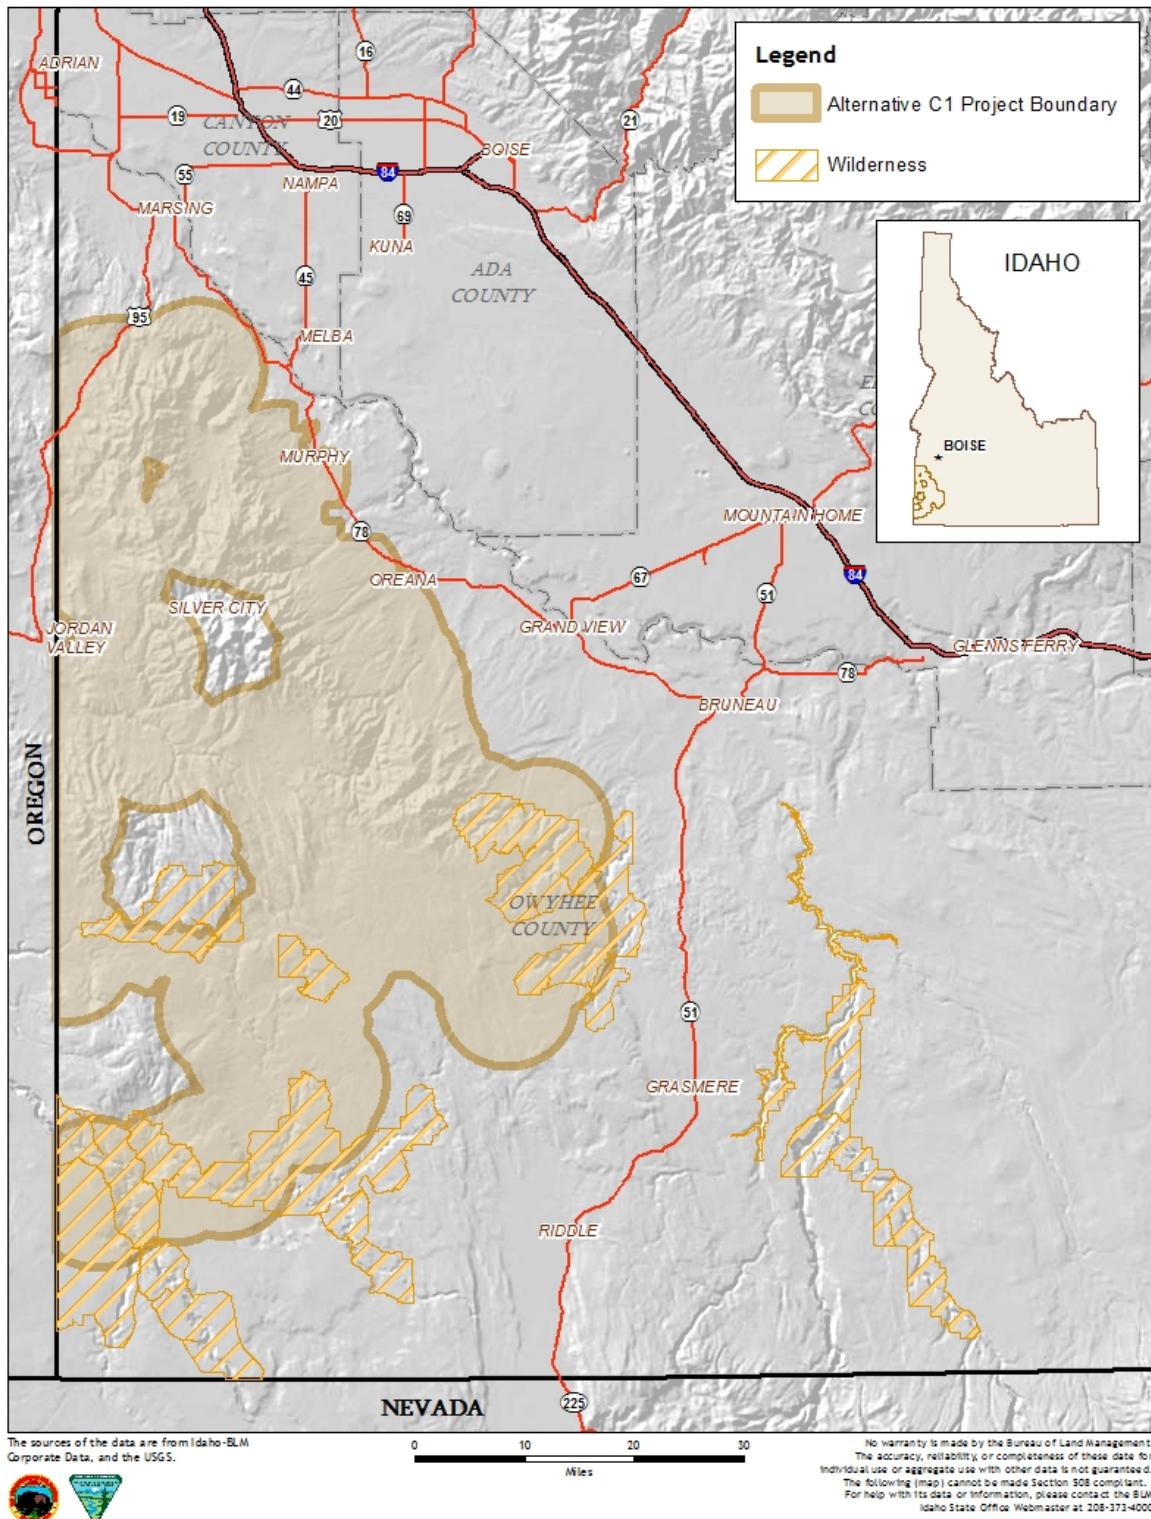 Legend
Alternative C1 Project Boundary
Wilderness
IDAHO
BOISE
ADRIAN
16
44
19
20
21
CANYON
COUNTY
55
NAMPA
84
BOISE
MARSING
69
KUNA
45
ADA
COUNTY
95
MELBA
MURPHY
MOUNTAIN HOME
78
OREANA
67
51
84
SILVER CITY
JORDAN
VALLEY
GRAND VIEW
GLENNS FERRY
78
BRUNEAU
OREGON
OWYHEE
COUNTY
51
GRASMERE
RIDDLE
NEVADA
225
The sources of the data are from Idaho-BLM
Corporate Data, and the USGS.
0 10 20 30
Miles
No warranty is made by the Bureau of Land Management.
The accuracy, reliability, or completeness of these date for
individual use or aggregate use with other data is not guaranteed.
The following (map) cannot be made Section 508 compliant.
For help with its data or information, please contact the BLM
Idaho State Office Webmaster at 208-373-4000